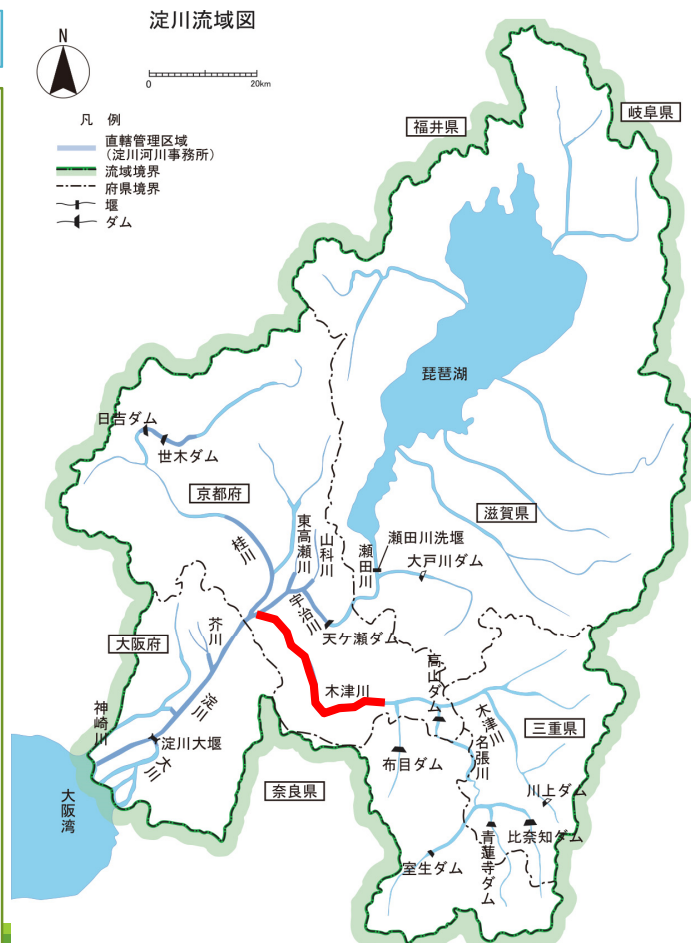 淀川流域図
N
0 20km
凡 例
直轄管理区域
(淀川河川事務所)
流域境界
府県境界
堰
ダム
福井県
岐阜県
琵琶湖
日吉ダム
世木ダム
京都府
滋賀県
東高瀬川
山科川
桂川
宇治川
瀬田川
瀬田川洗堰
大戸川ダム
天ケ瀬ダム
芥川
大阪府
淀川
神崎川
淀川大堰
大川
大阪湾
木津川
高山ダム
木津川
名張川
三重県
布目ダム
奈良県
川上ダム
室生ダム
青蓮寺ダム
比奈知ダム